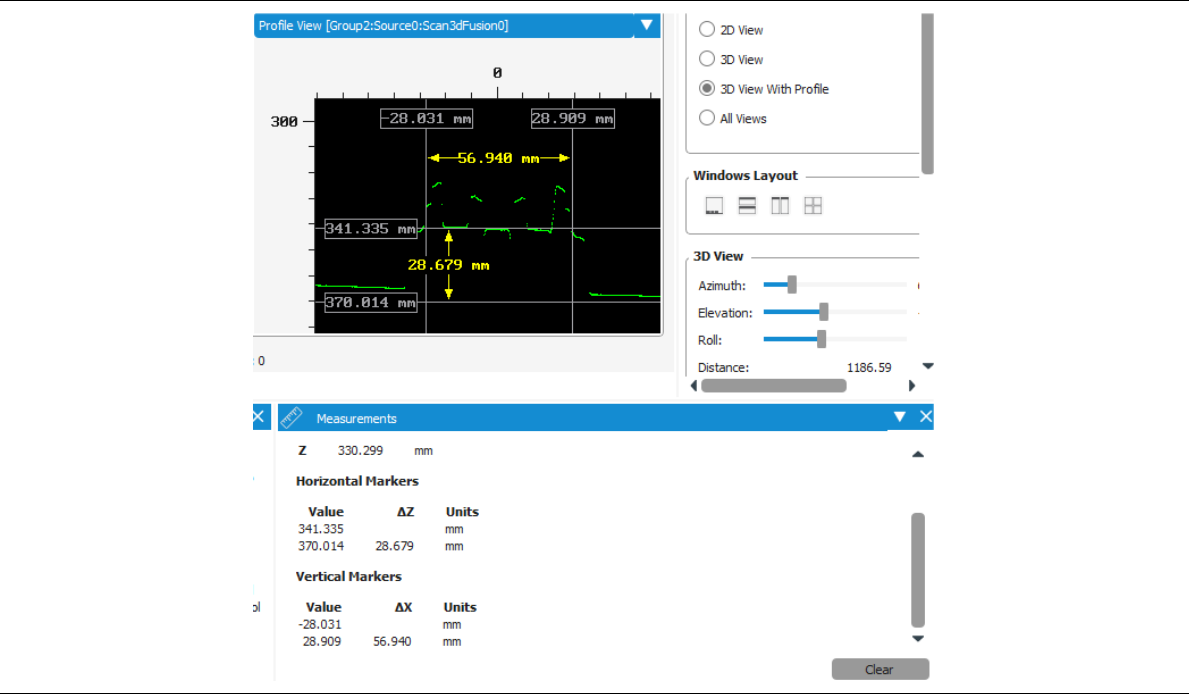 Profile View [Group2:Source0:Scan3dFusion0]
0
300
-28.031 mm
28.909 mm
56.940 mm
341.335 mm
28.679 mm
370.014 mm
: 0
2D View
3D View
3D View With Profile
All Views
Windows Layout
3D View
Azimuth:
Elevation:
Roll:
Distance: 1186.59
Measurements
Z 330.299 mm
Horizontal Markers
Value ΔZ Units
341.335 mm
370.014 28.679 mm
Vertical Markers
Value ΔX Units
-28.031 mm
28.909 56.940 mm
ol
Clear